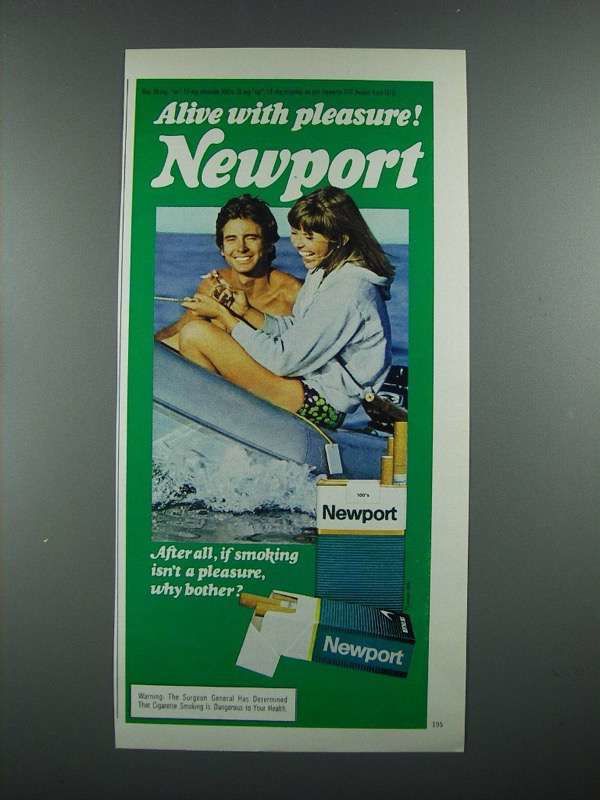 Alive with pleasure!
Newport
100's
Newport
After all, if smoking
isn't a pleasure,
why bother?
Newport
Warning: The Surgeon General Has Determined
That Cigarette Smoking Is Dangerous to Your Health.
195